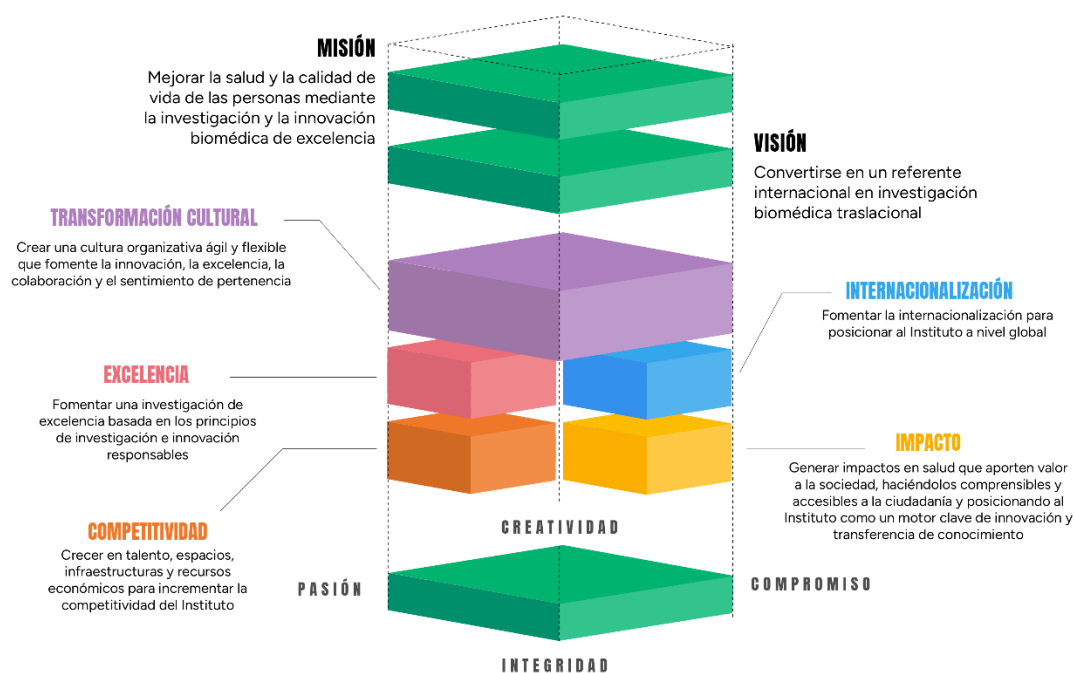 MISIÓN
Mejorar la salud y la calidad de
vida de las personas mediante
la investigación y la innovación
biomédica de excelencia
VISIÓN
Convertirse en un referente
internacional en investigación
biomédica traslacional
TRANSFORMACIÓN CULTURAL
Crear una cultura organizativa ágil y flexible
que fomente la innovación, la excelencia, la
colaboración y el sentimiento de pertenencia
INTERNACIONALIZACIÓN
Fomentar la internacionalización para
posicionar al Instituto a nivel global
EXCELENCIA
Fomentar una investigación de
excelencia basada en los principios
de investigación e innovación
responsables
IMPACTO
Generar impactos en salud que aporten valor
a la sociedad, haciéndolos comprensibles y
accesibles a la ciudadanía y posicionando al
Instituto como un motor clave de innovación y
transferencia de conocimiento
COMPETITIVIDAD
Crecer en talento, espacios,
infraestructuras y recursos
económicos para incrementar la
competitividad del Instituto
CREATIVIDAD
PASIÓN
COMPROMISO
INTEGRIDAD